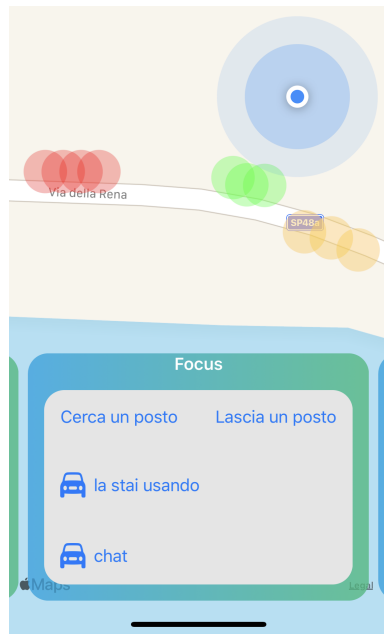 Via della Rena
SP48a
Focus
Cerca un posto
Lascia un posto
la stai usando
chat
Maps
Legal